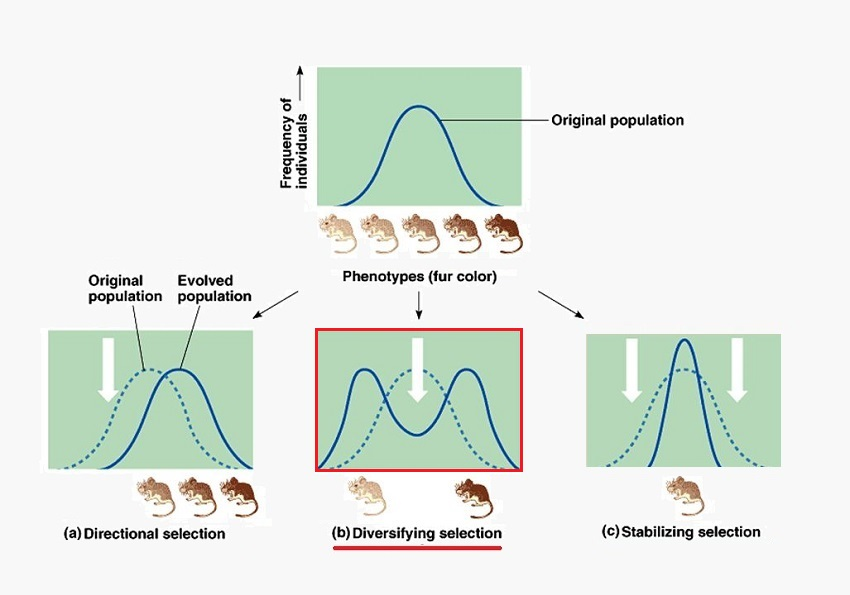 Frequency of
individuals
Original population
Phenotypes (fur color)
Original
population
Evolved
population
(a) Directional selection
(b) Diversifying selection
(c) Stabilizing selection